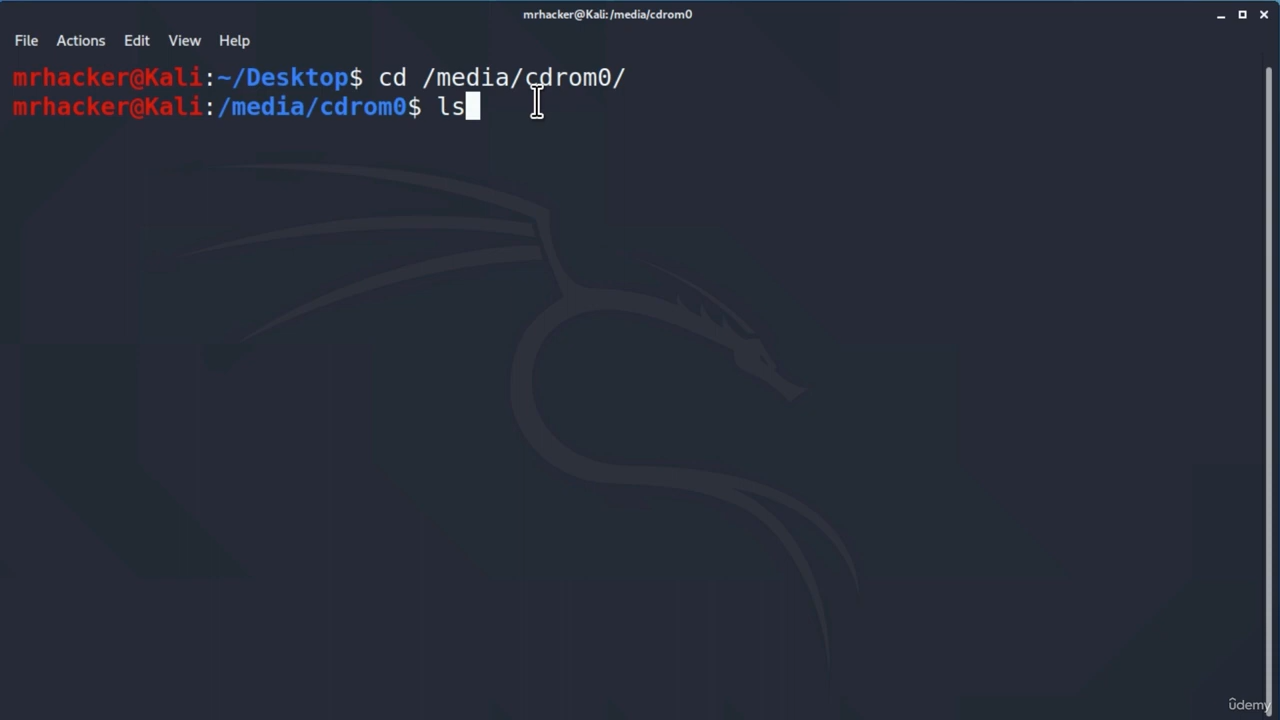 mrhacker@Kali:/media/cdrom0
File Actions Edit View Help
mrhacker@Kali:~/Desktop$ cd /media/cdrom0/
mrhacker@Kali:/media/cdrom0$ ls
ûdemy